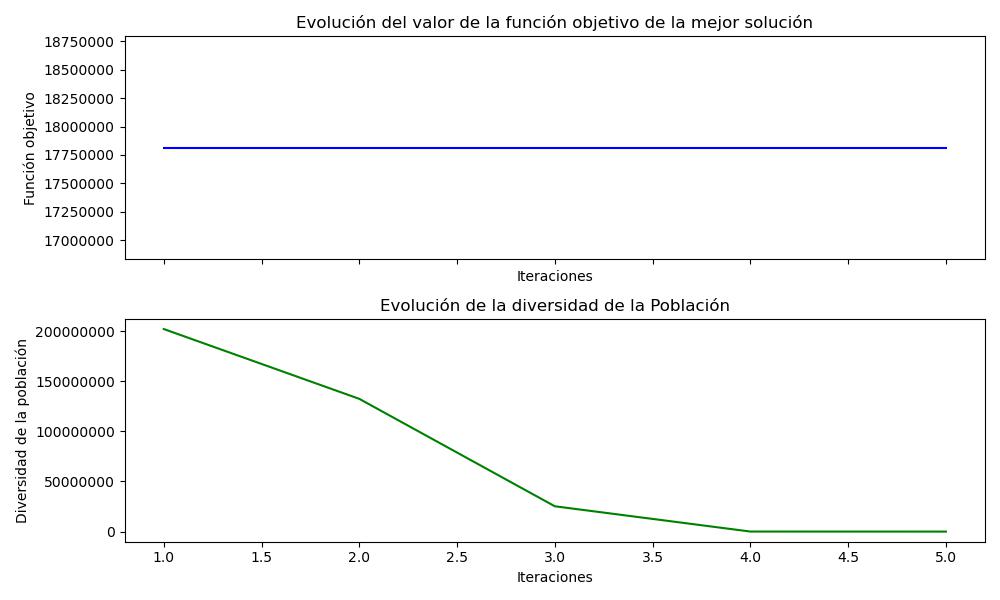 Evolución del valor de la función objetivo de la mejor solución
18750000
18500000
18250000
18000000
17750000
17500000
17250000
17000000
Función objetivo
Iteraciones
Evolución de la diversidad de la Población
200000000
150000000
100000000
50000000
0
Diversidad de la población
1.0 1.5 2.0 2.5 3.0 3.5 4.0 4.5 5.0
Iteraciones